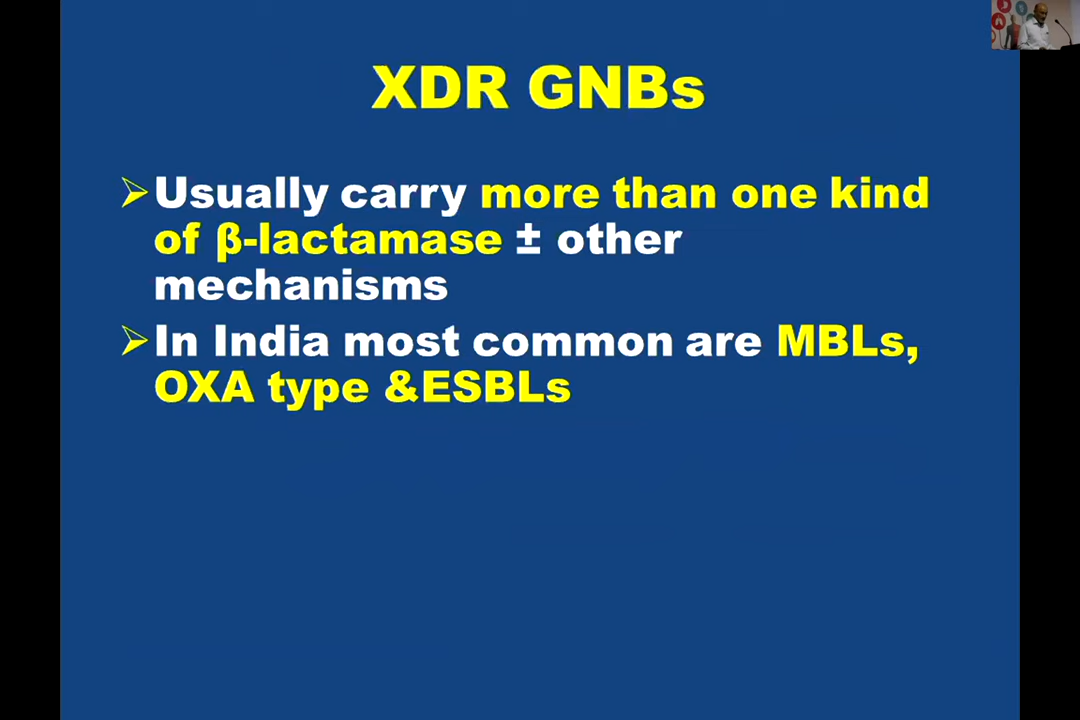 XDR GNBs
➢Usually carry more than one kind
of β-lactamase ± other
mechanisms
➢In India most common are MBLs,
OXA type &ESBLs